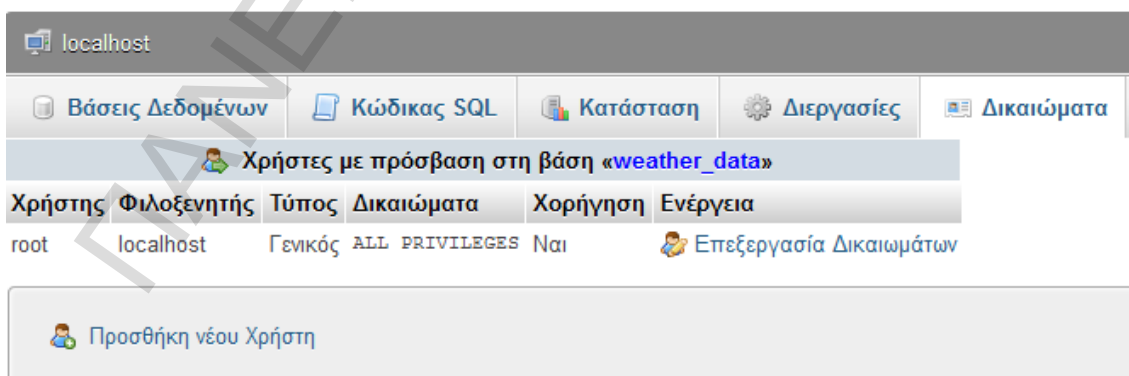 localhost
Βάσεις Δεδομένων Κώδικας SQL Κατάσταση Διεργασίες Δικαιώματα
Χρήστες με πρόσβαση στη βάση «weather_data»
Χρήστης Φιλοξενητής Τύπος Δικαιώματα Χορήγηση Ενέργεια
root localhost Γενικός ALL PRIVILEGES Ναι Επεξεργασία Δικαιωμάτων
Προσθήκη νέου Χρήστη
ΠΑΝΕ